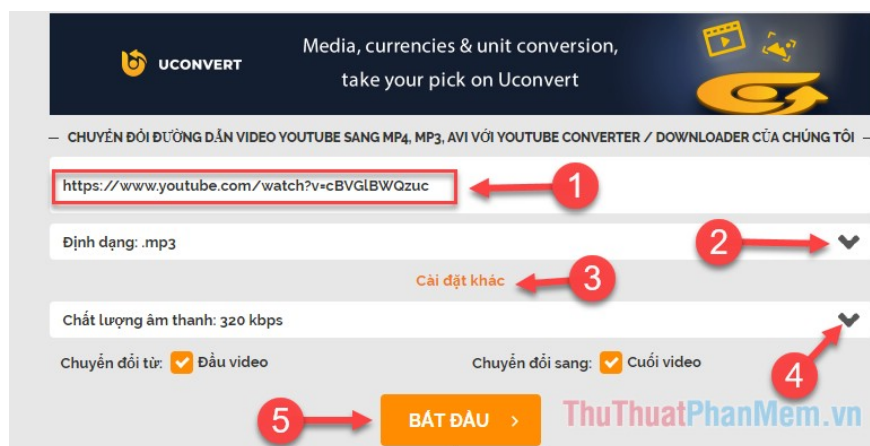 UCONVERT
Media, currencies & unit conversion,
take your pick on Uconvert
CHUYỂN ĐỔI ĐƯỜNG DẪN VIDEO YOUTUBE SANG MP4, MP3, AVI VỚI YOUTUBE CONVERTER / DOWNLOADER CỦA CHÚNG TÔI
https://www.youtube.com/watch?v=cBVGlBWQzuc
1
Định dạng: .mp3
2
Cài đặt khác
3
Chất lượng âm thanh: 320 kbps
Chuyển đổi từ: Đầu video
Chuyển đổi sang: Cuối video
4
5
BẮT ĐẦU >
ThuThuatPhanMem.vn